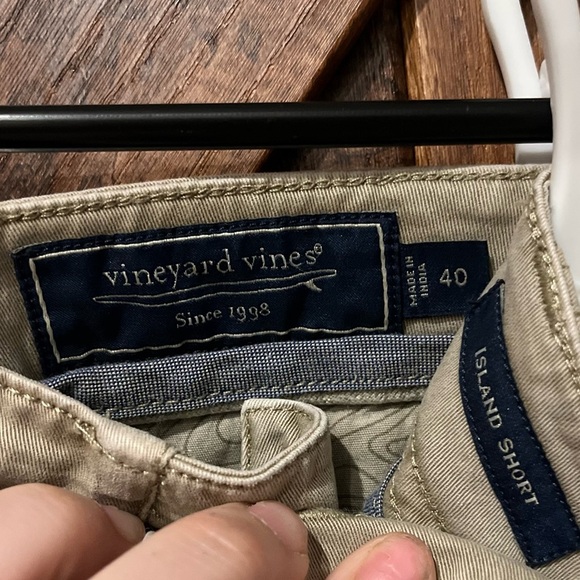 vineyard vines®
Since 1998
MADE IN
INDIA
40
ISLAND SHORT